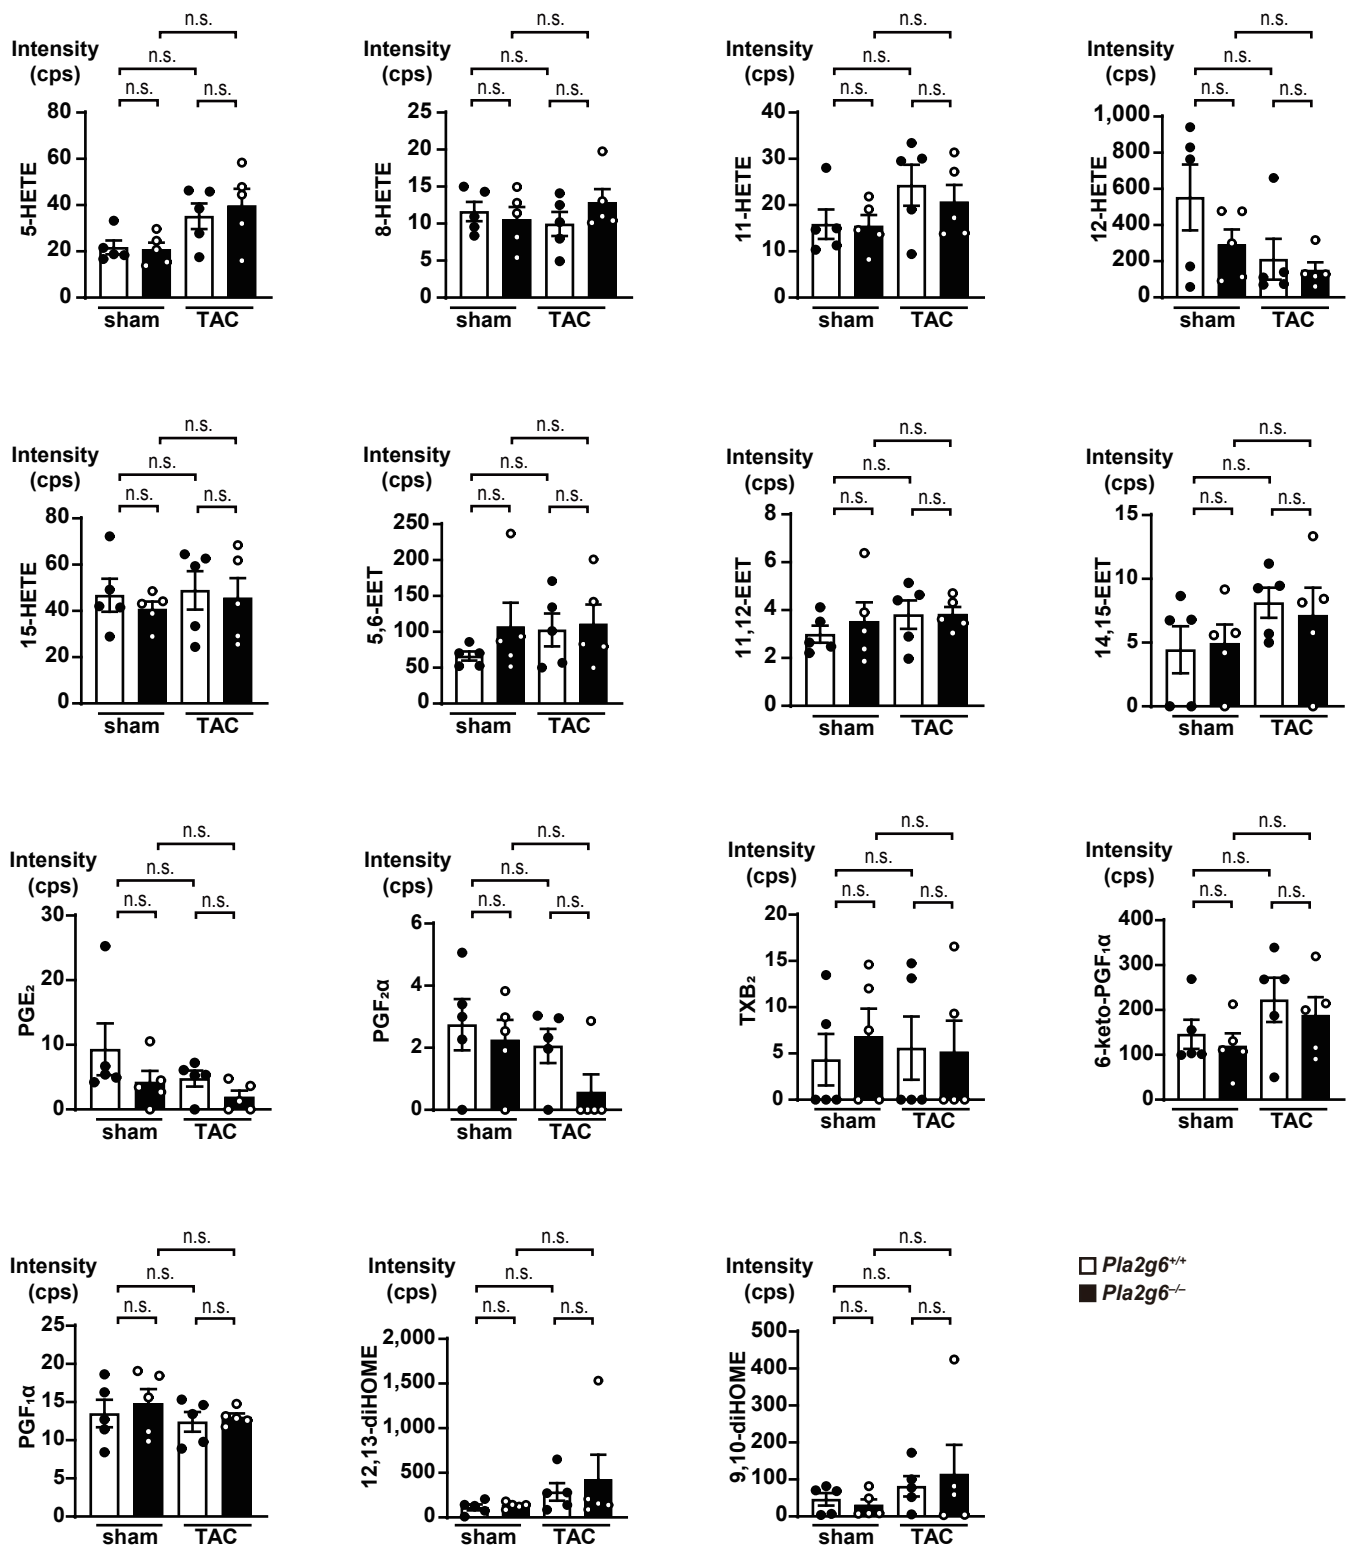 n.s.
n.s.
n.s.
Intensity
(cps)
5-HETE
80
60
40
20
0
sham TAC
n.s.
n.s.
n.s.
Intensity
(cps)
8-HETE
25
20
15
10
5
0
sham TAC
n.s.
n.s.
n.s.
n.s.
Intensity
(cps)
11-HETE
40
30
20
10
0
sham TAC
n.s.
n.s.
n.s.
n.s.
Intensity
(cps)
12-HETE
1,000
800
600
400
200
0
sham TAC
n.s.
n.s.
n.s.
n.s.
Intensity
(cps)
15-HETE
80
60
40
20
0
sham TAC
n.s.
n.s.
n.s.
n.s.
Intensity
(cps)
5,6-EET
250
200
150
100
50
0
sham TAC
n.s.
n.s.
n.s.
n.s.
Intensity
(cps)
11,12-EET
8
6
4
2
0
sham TAC
n.s.
n.s.
n.s.
n.s.
Intensity
(cps)
14,15-EET
15
10
5
0
sham TAC
n.s.
n.s.
n.s.
n.s.
Intensity
(cps)
PGE₂
30
20
10
0
sham TAC
n.s.
n.s.
n.s.
n.s.
Intensity
(cps)
PGF₂α
6
4
2
0
sham TAC
n.s.
n.s.
n.s.
n.s.
Intensity
(cps)
TXB₂
20
15
10
5
0
sham TAC
n.s.
n.s.
n.s.
n.s.
Intensity
(cps)
6-keto-PGF₁α
400
300
200
100
0
sham TAC
n.s.
n.s.
n.s.
n.s.
Intensity
(cps)
PGF₁α
25
20
15
10
5
0
sham TAC
n.s.
n.s.
n.s.
n.s.
Intensity
(cps)
12,13-diHOME
2,000
1,500
1,000
500
0
sham TAC
n.s.
n.s.
n.s.
n.s.
Intensity
(cps)
9,10-diHOME
500
400
300
200
100
0
sham TAC
Pla2g6⁺/⁺
Pla2g6⁻/⁻